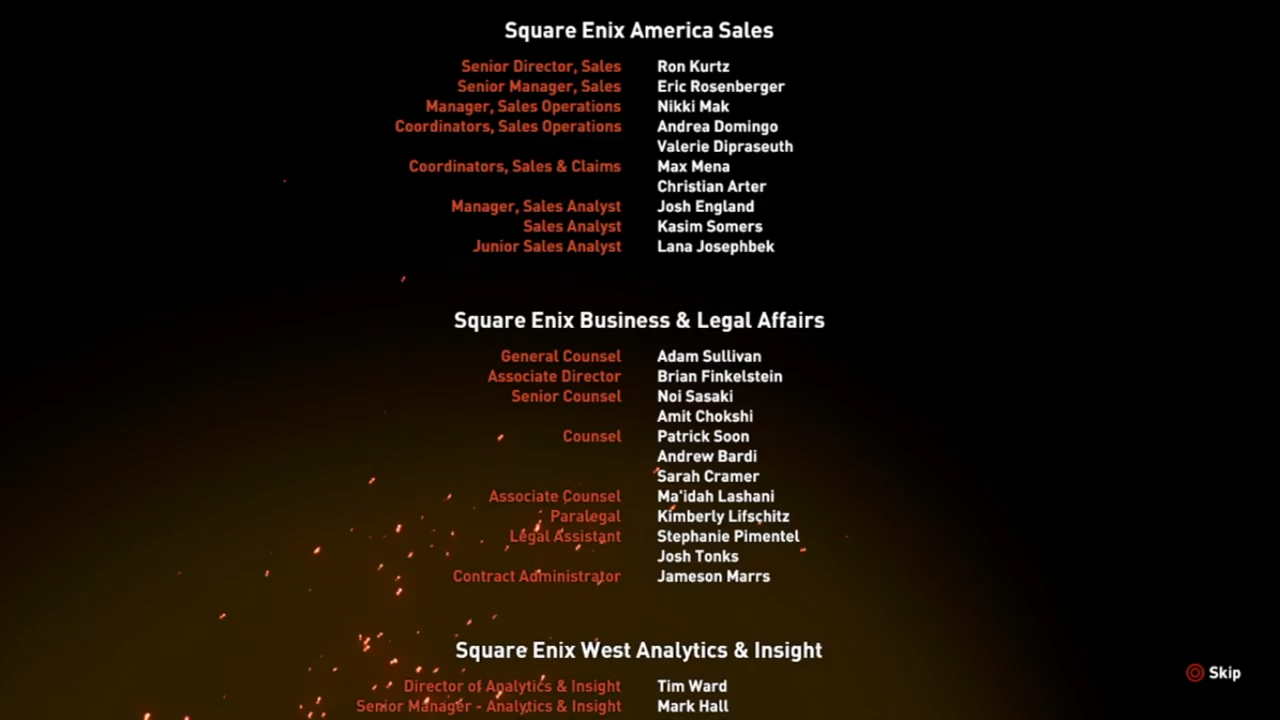 Square Enix America Sales
Senior Director, Sales Ron Kurtz
Senior Manager, Sales Eric Rosenberger
Manager, Sales Operations Nikki Mak
Coordinators, Sales Operations Andrea Domingo
Valerie Dipraseuth
Coordinators, Sales & Claims Max Mena
Christian Arter
Manager, Sales Analyst Josh England
Sales Analyst Kasim Somers
Junior Sales Analyst Lana Josephbek
Square Enix Business & Legal Affairs
General Counsel Adam Sullivan
Associate Director Brian Finkelstein
Senior Counsel Noi Sasaki
Amit Chokshi
Counsel Patrick Soon
Andrew Bardi
Sarah Cramer
Associate Counsel Ma'idah Lashani
Paralegal Kimberly Lifschitz
Legal Assistant Stephanie Pimentel
Josh Tonks
Contract Administrator Jameson Marrs
Square Enix West Analytics & Insight
Director of Analytics & Insight Tim Ward
Senior Manager - Analytics & Insight Mark Hall
Skip